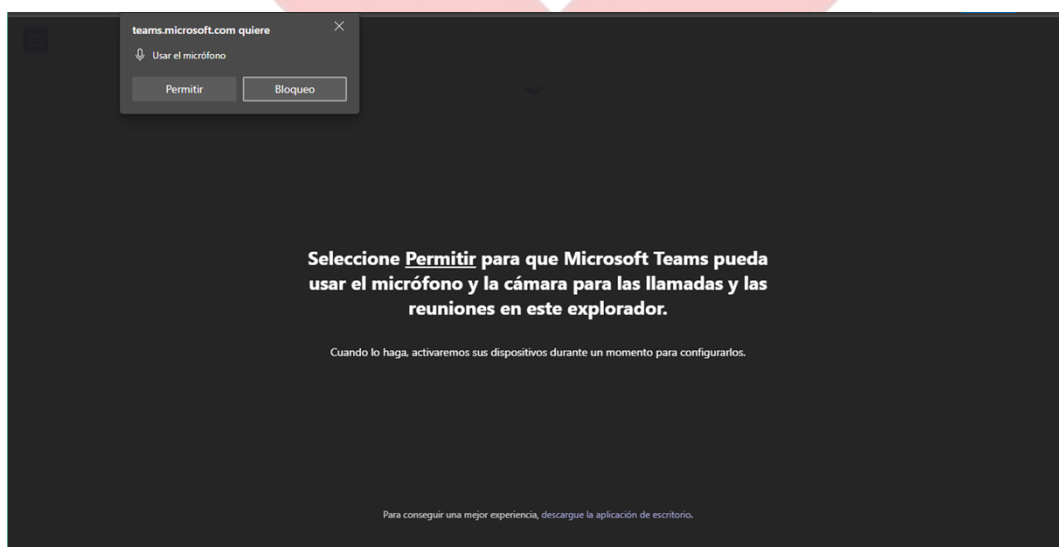 teams.microsoft.com quiere
Usar el micrófono
Permitir
Bloqueo
Seleccione Permitir para que Microsoft Teams pueda
usar el micrófono y la cámara para las llamadas y las
reuniones en este explorador.
Cuando lo haga, activaremos sus dispositivos durante un momento para configurarlos.
Para conseguir una mejor experiencia, descargue la aplicación de escritorio.